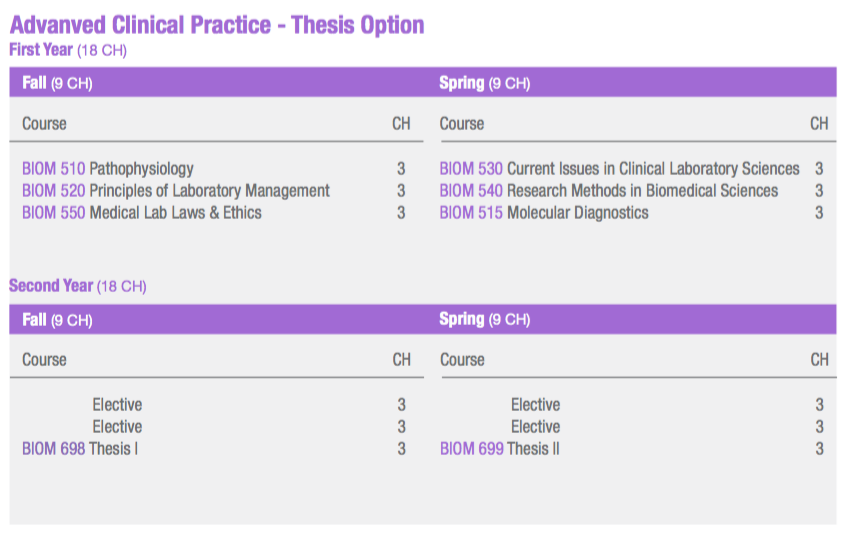 Advanved Clinical Practice - Thesis Option
First Year (18 CH)
Fall (9 CH)
Course CH
BIOM 510 Pathophysiology 3
BIOM 520 Principles of Laboratory Management 3
BIOM 550 Medical Lab Laws & Ethics 3
Spring (9 CH)
Course CH
BIOM 530 Current Issues in Clinical Laboratory Sciences 3
BIOM 540 Research Methods in Biomedical Sciences 3
BIOM 515 Molecular Diagnostics 3
Second Year (18 CH)
Fall (9 CH)
Course CH
Elective 3
Elective 3
BIOM 698 Thesis I 3
Spring (9 CH)
Course CH
Elective 3
Elective 3
BIOM 699 Thesis II 3